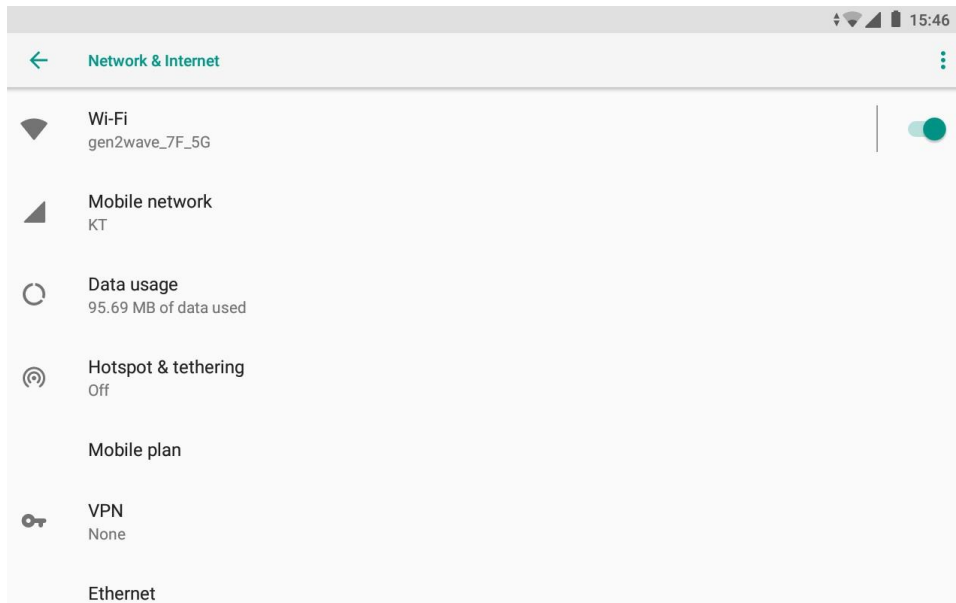 15:46
Network & Internet
Wi-Fi
gen2wave_7F_5G
Mobile network
KT
Data usage
95.69 MB of data used
Hotspot & tethering
Off
Mobile plan
VPN
None
Ethernet